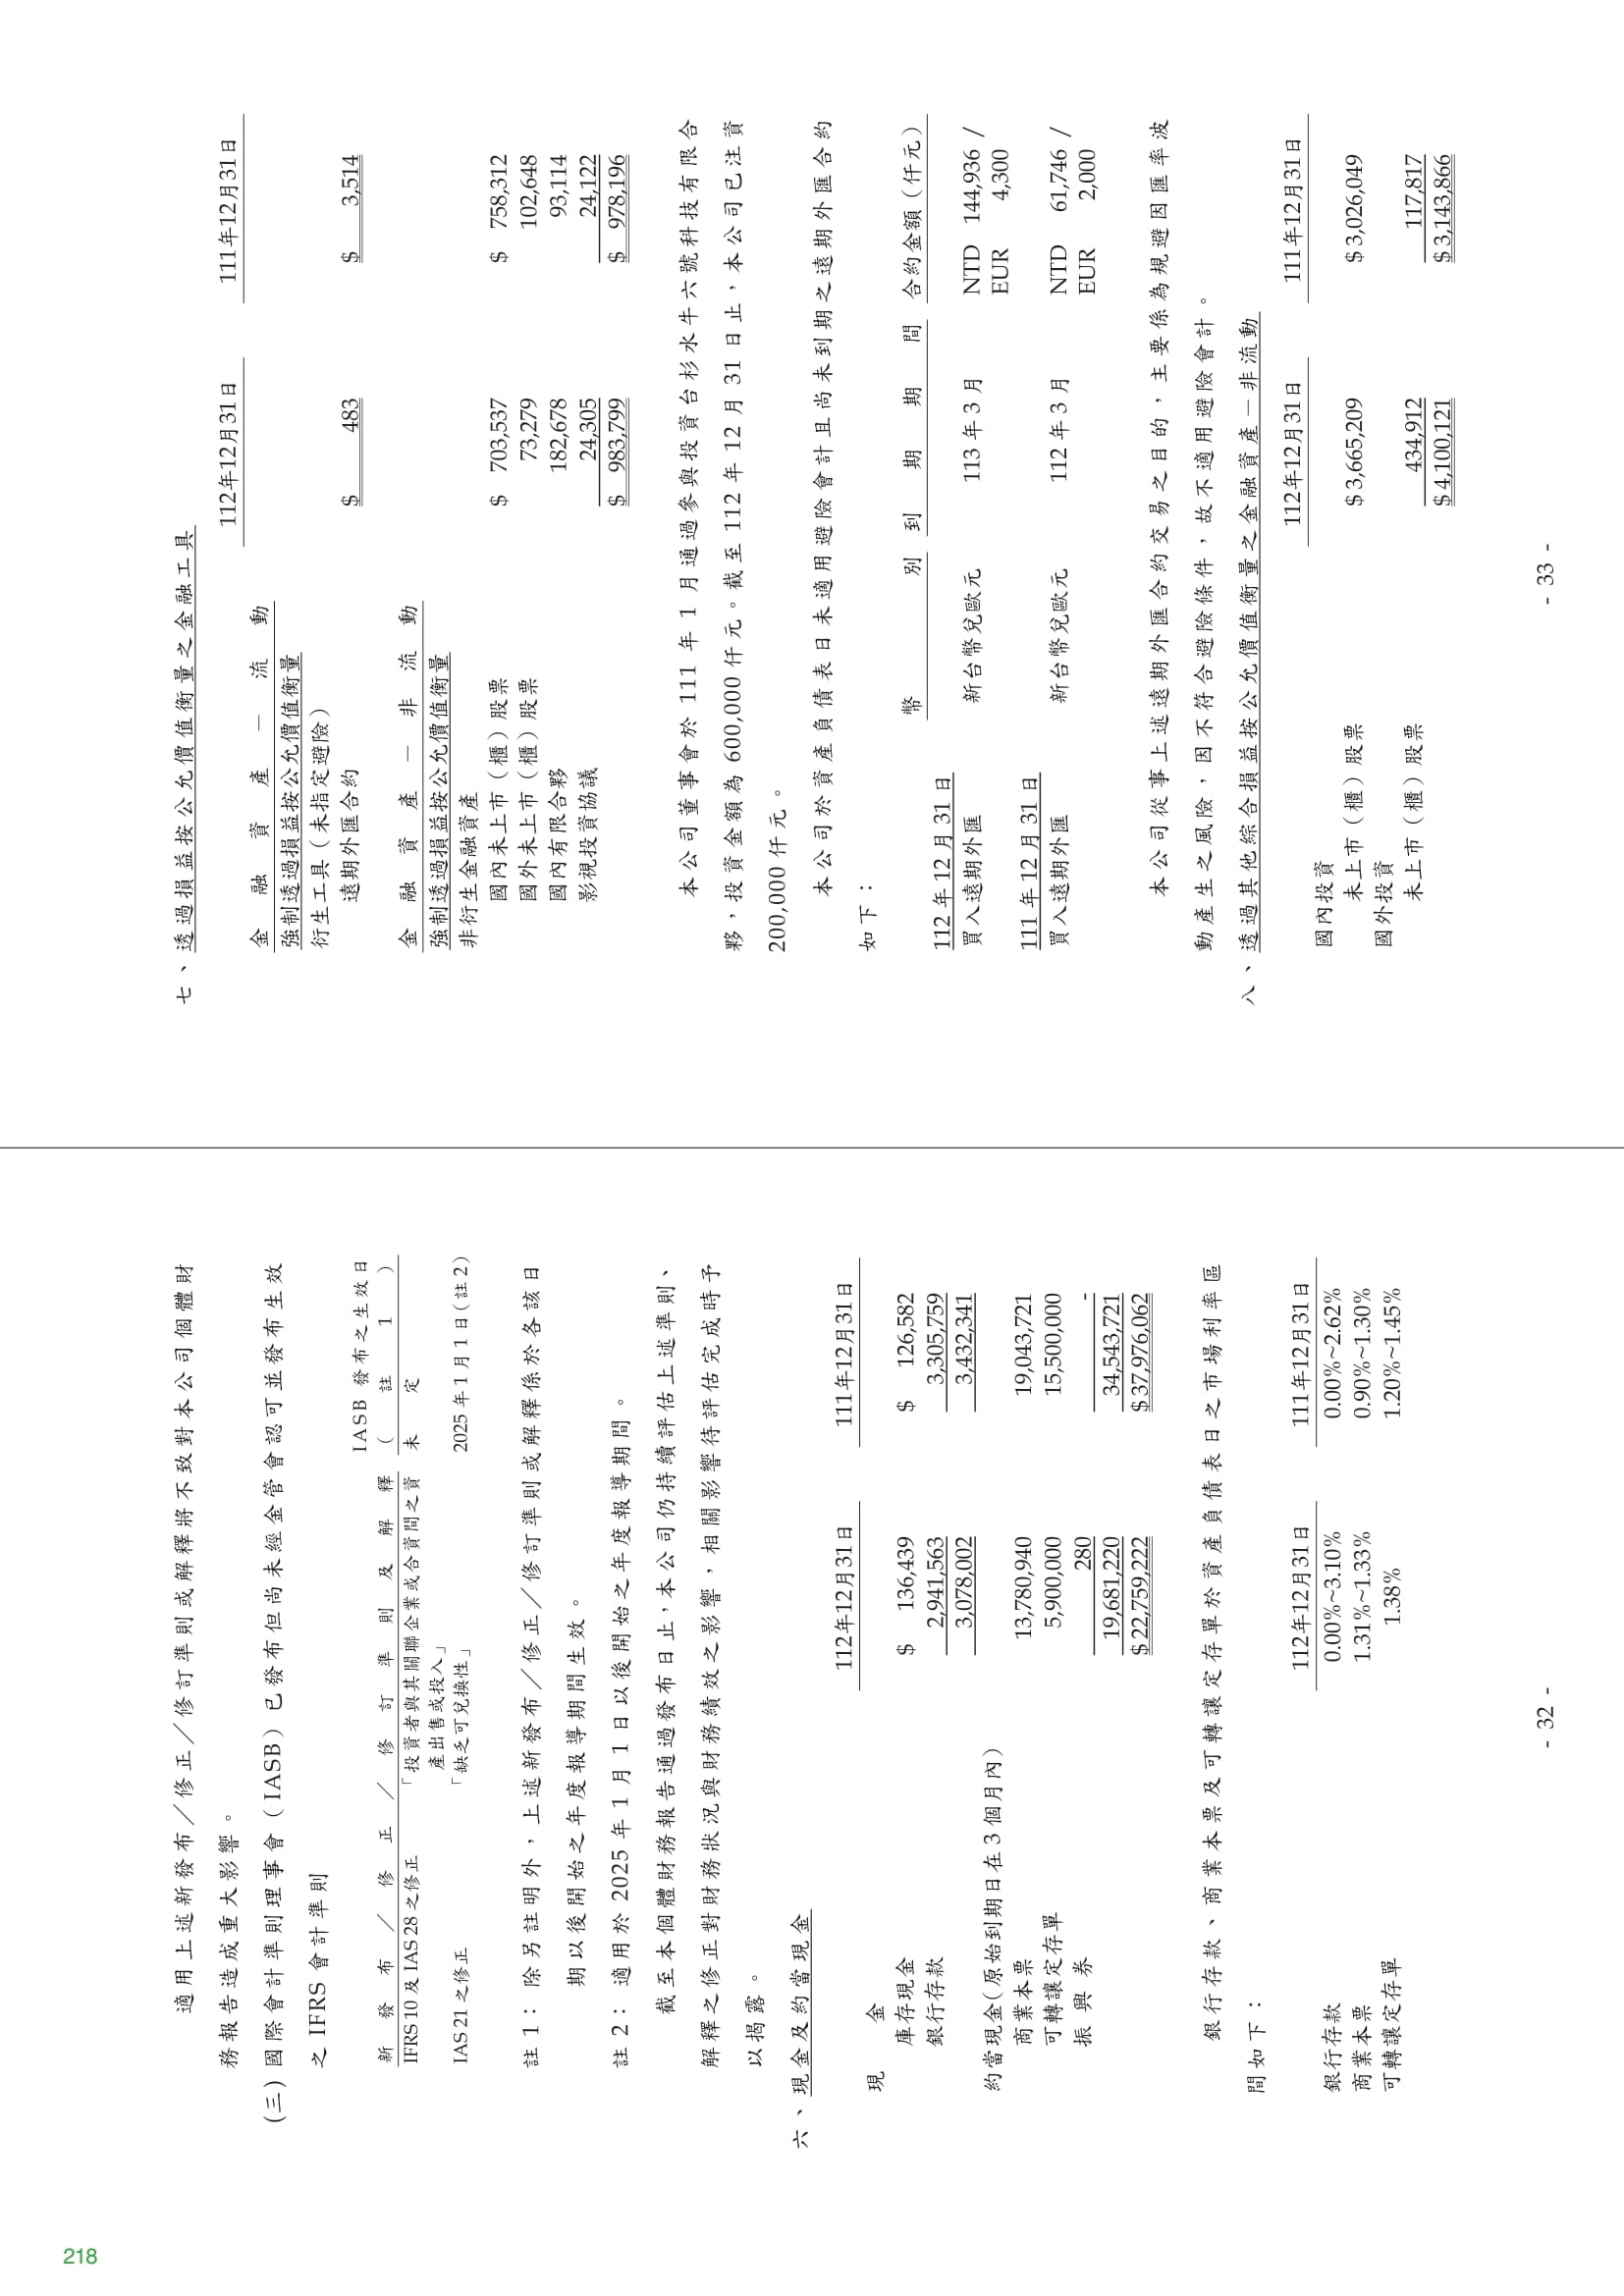 適用上述新發布／修正／修訂準則或解釋將不致對本公司個體財
務報告造成重大影響。
(三) 國際會計準則理事會（IASB）已發布但尚未經金管會認可並發布生效
之 IFRS 會計準則
IASB 發布之生效日
新發布／修正／修訂準則及解釋 （註 1）
IFRS 10 及 IAS 28 之修正 「投資者與其關聯企業或合資間之資 未定
產出售或投入」
IAS 21 之修正 「缺乏可兌換性」 2025 年 1 月 1 日（註 2）
註 1： 除另註明外，上述新發布／修正／修訂準則或解釋係於各該日
期以後開始之年度報導期間生效。
註 2： 適用於 2025 年 1 月 1 日以後開始之年度報導期間。
截至本個體財務報告通過發布日止，本公司仍持續評估上述準則、
解釋之修正對財務狀況與財務績效之影響，相關影響待評估完成時予
以揭露。
六、現金及約當現金
112年12月31日 111年12月31日
現 金
庫存現金 $ 136,439 $ 126,582
銀行存款 2,941,563 3,305,759
3,078,002 3,432,341
約當現金（原始到期日在 3 個月內）
商業本票 13,780,940 19,043,721
可轉讓定存單 5,900,000 15,500,000
振 興 券 280 -
19,681,220 34,543,721
$ 22,759,222 $ 37,976,062
銀行存款、商業本票及可轉讓定存單於資產負債表日之市場利率區
間如下：
112年12月31日 111年12月31日
銀行存款 0.00%~3.10% 0.00%~2.62%
商業本票 1.31%~1.33% 0.90%~1.30%
可轉讓定存單 1.38% 1.20%~1.45%
- 32 -
七、透過損益按公允價值衡量之金融工具
112年12月31日 111年12月31日
金融資產－流動
強制透過損益按公允價值衡量
衍生工具（未指定避險）
遠期外匯合約 $ 483 $ 3,514
金融資產－非流動
強制透過損益按公允價值衡量
非衍生金融資產
國內未上市（櫃）股票 $ 703,537 $ 758,312
國外未上市（櫃）股票 73,279 102,648
國內有限合夥 182,678 93,114
影視投資協議 24,305 24,122
$ 983,799 $ 978,196
本公司董事會於 111 年 1 月通過參與投資台杉水牛六號科技有限合
夥，投資金額為 600,000 仟元。截至 112 年 12 月 31 日止，本公司已注資
200,000 仟元。
本公司於資產負債表日未適用避險會計且尚未到期之遠期外匯合約
如下：
幣別 到期期間 合約金額（仟元）
112 年 12 月 31 日
買入遠期外匯 新台幣兌歐元 113 年 3 月 NTD 144,936 /
EUR 4,300
111 年 12 月 31 日
買入遠期外匯 新台幣兌歐元 112 年 3 月 NTD 61,746 /
EUR 2,000
本公司從事上述遠期外匯合約交易之目的，主要係為規避因匯率波
動產生之風險，因不符合避險條件，故不適用避險會計。
八、透過其他綜合損益按公允價值衡量之金融資產－非流動
112年12月31日 111年12月31日
國內投資
未上市（櫃）股票 $ 3,665,209 $ 3,026,049
國外投資
未上市（櫃）股票 434,912 117,817
$ 4,100,121 $ 3,143,866
- 33 -
218